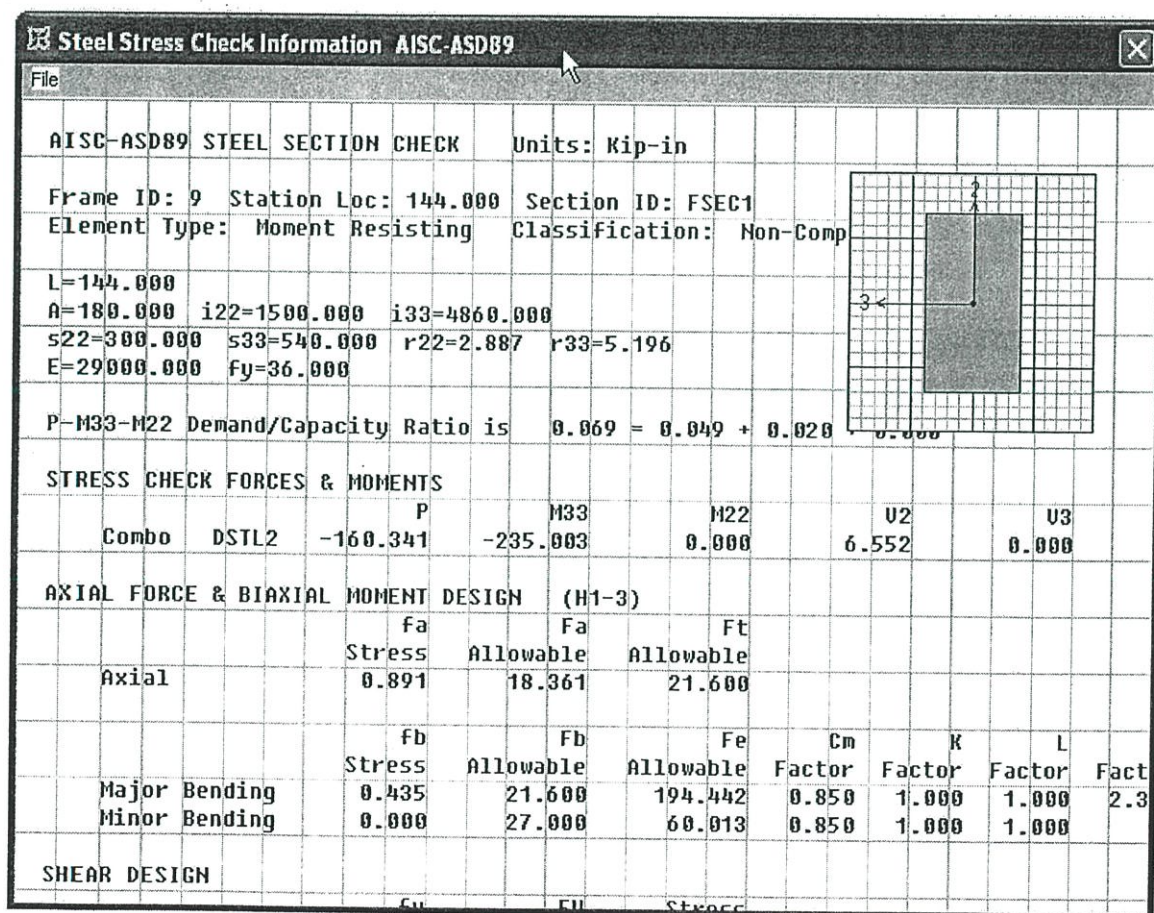 Steel Stress Check Information AISC-ASD89
File
AISC-ASD89 STEEL SECTION CHECK Units: Kip-in
Frame ID: 9 Station Loc: 144.000 Section ID: FSEC1
Element Type: Moment Resisting Classification: Non-Comp
L=144.000
A=180.000 i22=1500.000 i33=4860.000
s22=300.000 s33=540.000 r22=2.887 r33=5.196
E=29000.000 fy=36.000
2
3
P-M33-M22 Demand/Capacity Ratio is 0.069 = 0.049 + 0.020 + 0.000
STRESS CHECK FORCES & MOMENTS
P M33 M22 V2 V3
Combo DSTL2 -160.341 -235.003 0.000 6.552 0.000
AXIAL FORCE & BIAXIAL MOMENT DESIGN (H1-3)
fa Fa Ft
Stress Allowable Allowable
Axial 0.891 18.361 21.600
fb Fb Fe Cm K L
Stress Allowable Allowable Factor Factor Factor Fact
Major Bending 0.435 21.600 194.442 0.850 1.000 1.000 2.3
Minor Bending 0.000 27.000 60.013 0.850 1.000 1.000
SHEAR DESIGN
Stress